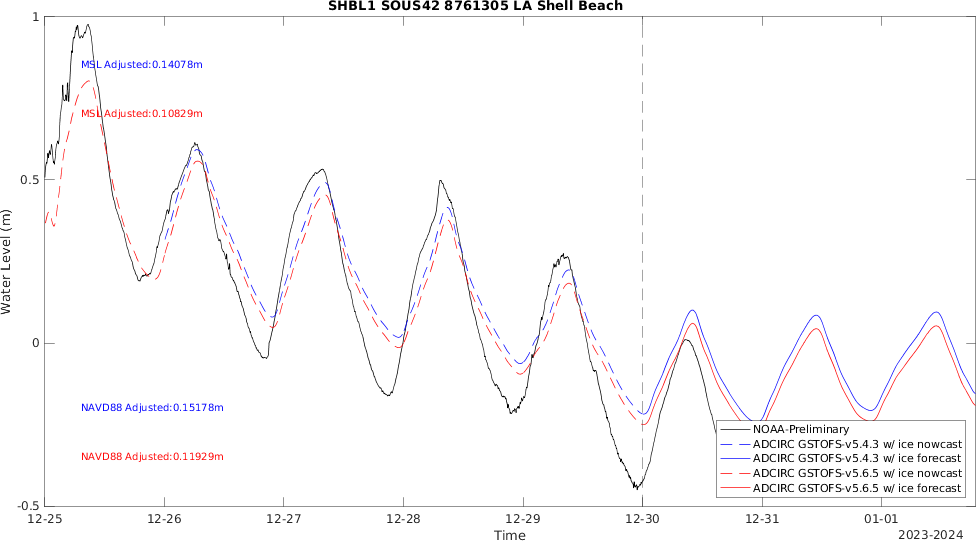 SHBL1 SOUS42 8761305 LA Shell Beach
1
0.5
0
-0.5
Water Level (m)
MSL Adjusted:0.14078m
MSL Adjusted:0.10829m
NAVD88 Adjusted:0.15178m
NAVD88 Adjusted:0.11929m
NOAA-Preliminary
ADCIRC GSTOFS-v5.4.3 w/ ice nowcast
ADCIRC GSTOFS-v5.4.3 w/ ice forecast
ADCIRC GSTOFS-v5.6.5 w/ ice nowcast
ADCIRC GSTOFS-v5.6.5 w/ ice forecast
12-25 12-26 12-27 12-28 12-29 12-30 12-31 01-01
Time
2023-2024